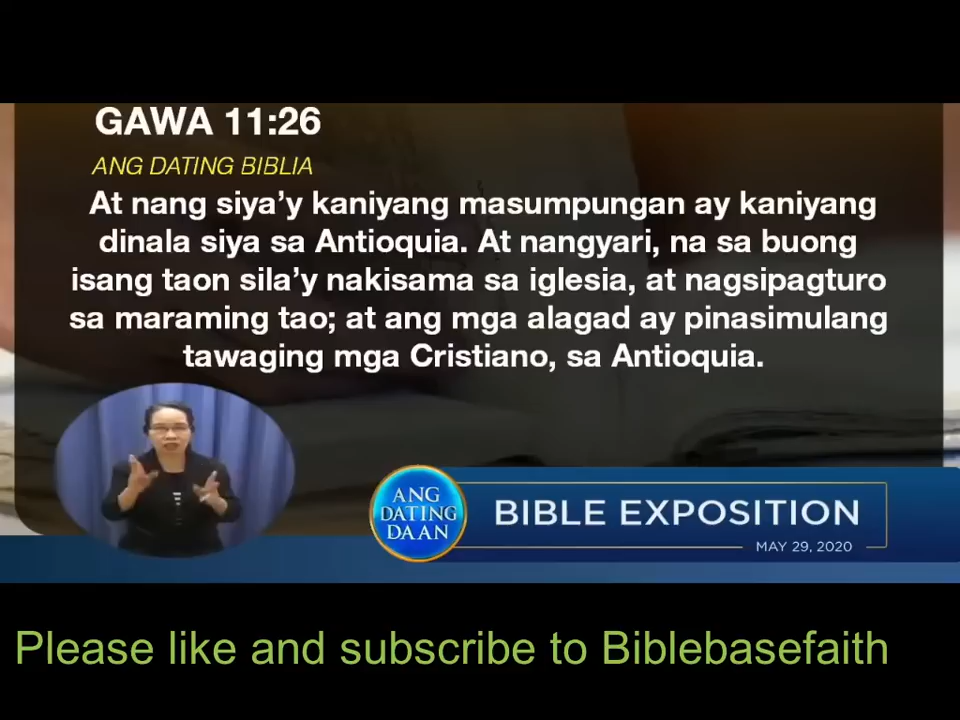 GAWA 11:26
ANG DATING BIBLIA
At nang siya’y kaniyang masumpungan ay kaniyang
dinala siya sa Antioquia. At nangyari, na sa buong
isang taon sila’y nakisama sa iglesia, at nagsipagturo
sa maraming tao; at ang mga alagad ay pinasimulang
tawaging mga Cristiano, sa Antioquia.
ANG
DATING
DAAN
BIBLE EXPOSITION
MAY 29, 2020
Please like and subscribe to Biblebasefaith